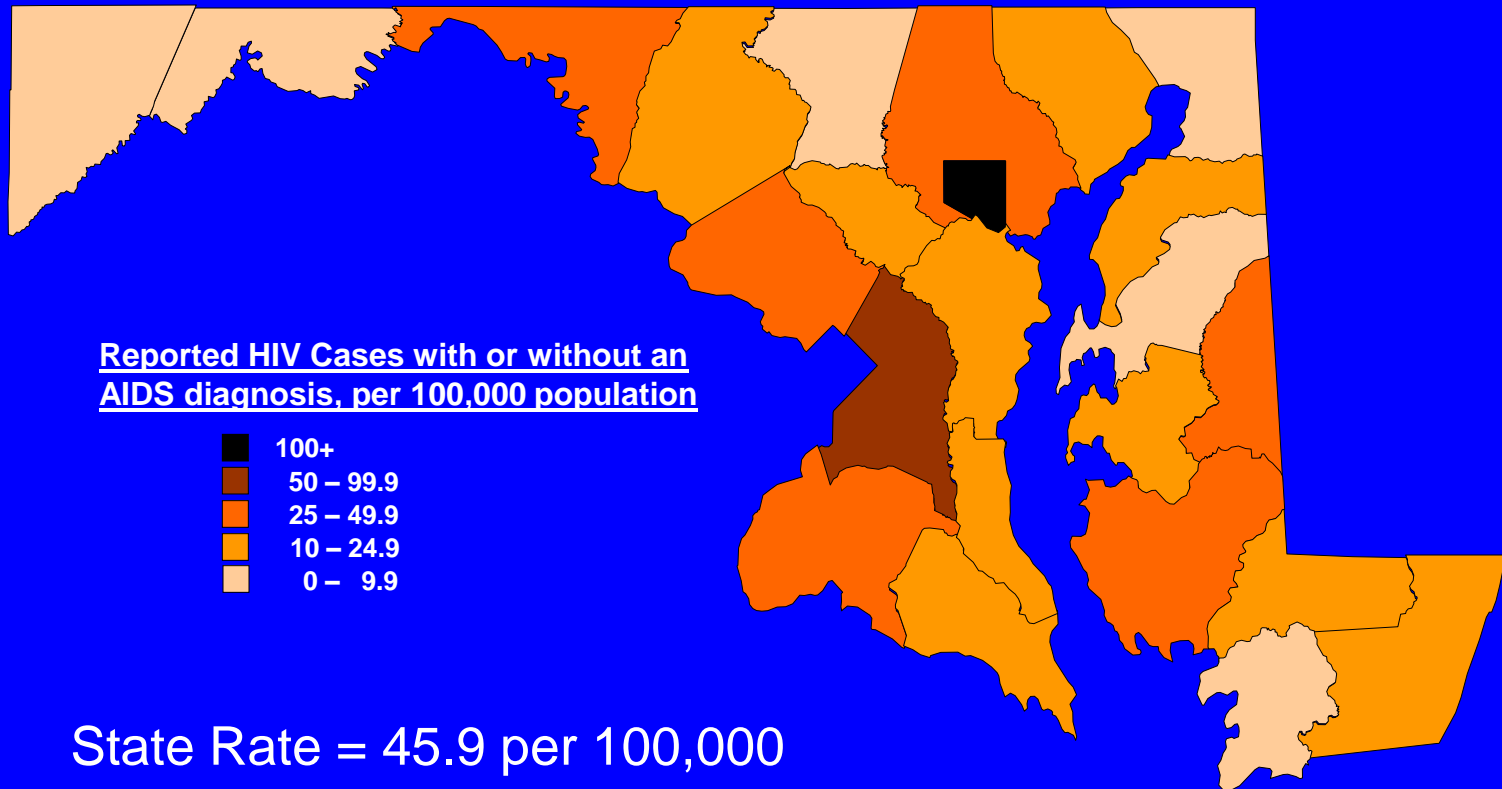 Reported HIV Cases with or without an
AIDS diagnosis, per 100,000 population
100+
50 – 99.9
25 – 49.9
10 – 24.9
0 – 9.9
State Rate = 45.9 per 100,000